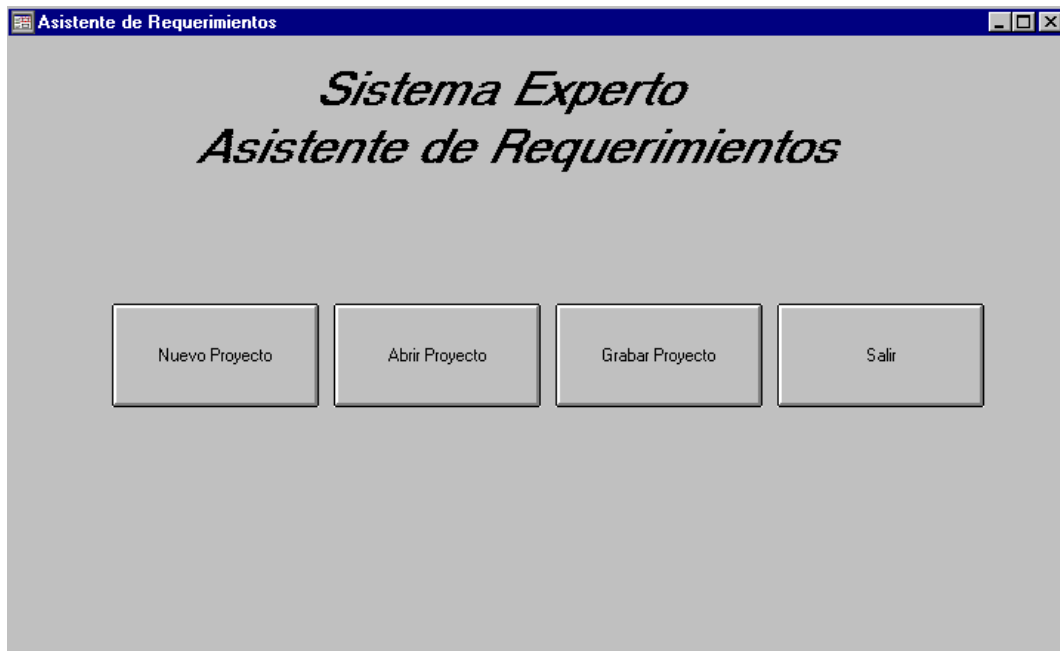 Asistente de Requerimientos
Sistema Experto
Asistente de Requerimientos
Nuevo Proyecto
Abrir Proyecto
Grabar Proyecto
Salir